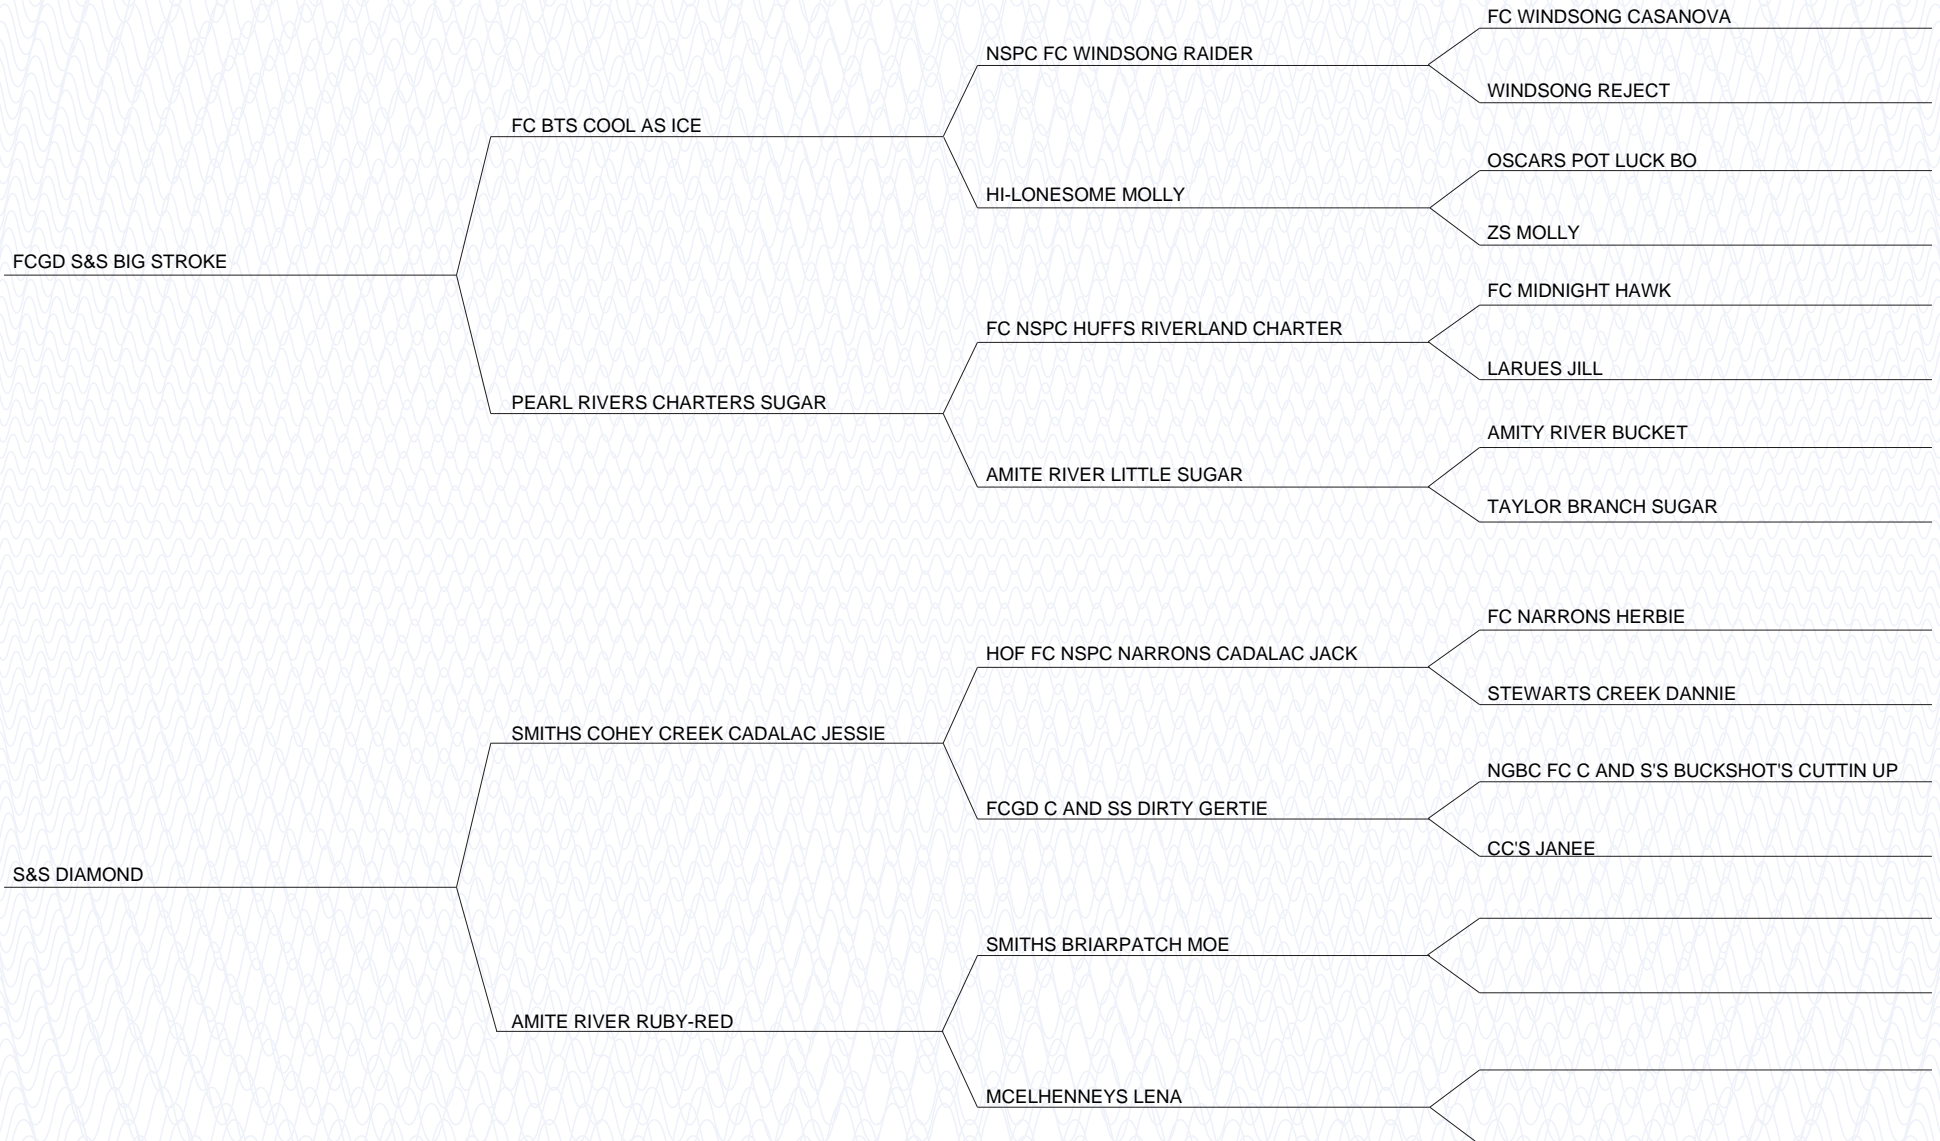 FC WINDSONG CASANOVA
NSPC FC WINDSONG RAIDER
WINDSONG REJECT
FC BTS COOL AS ICE
OSCARS POT LUCK BO
HI-LONESOME MOLLY
ZS MOLLY
FCGD S&S BIG STROKE
FC MIDNIGHT HAWK
FC NSPC HUFFS RIVERLAND CHARTER
LARUES JILL
PEARL RIVERS CHARTERS SUGAR
AMITY RIVER BUCKET
AMITE RIVER LITTLE SUGAR
TAYLOR BRANCH SUGAR
FC NARRONS HERBIE
HOF FC NSPC NARRONS CADALAC JACK
STEWARTS CREEK DANNIE
SMITHS COHEY CREEK CADALAC JESSIE
NGBC FC C AND S'S BUCKSHOT'S CUTTIN UP
FCGD C AND SS DIRTY GERTIE
CC'S JANEE
S&S DIAMOND
SMITHS BRIARPATCH MOE
AMITE RIVER RUBY-RED
MCELHENNEYS LENA